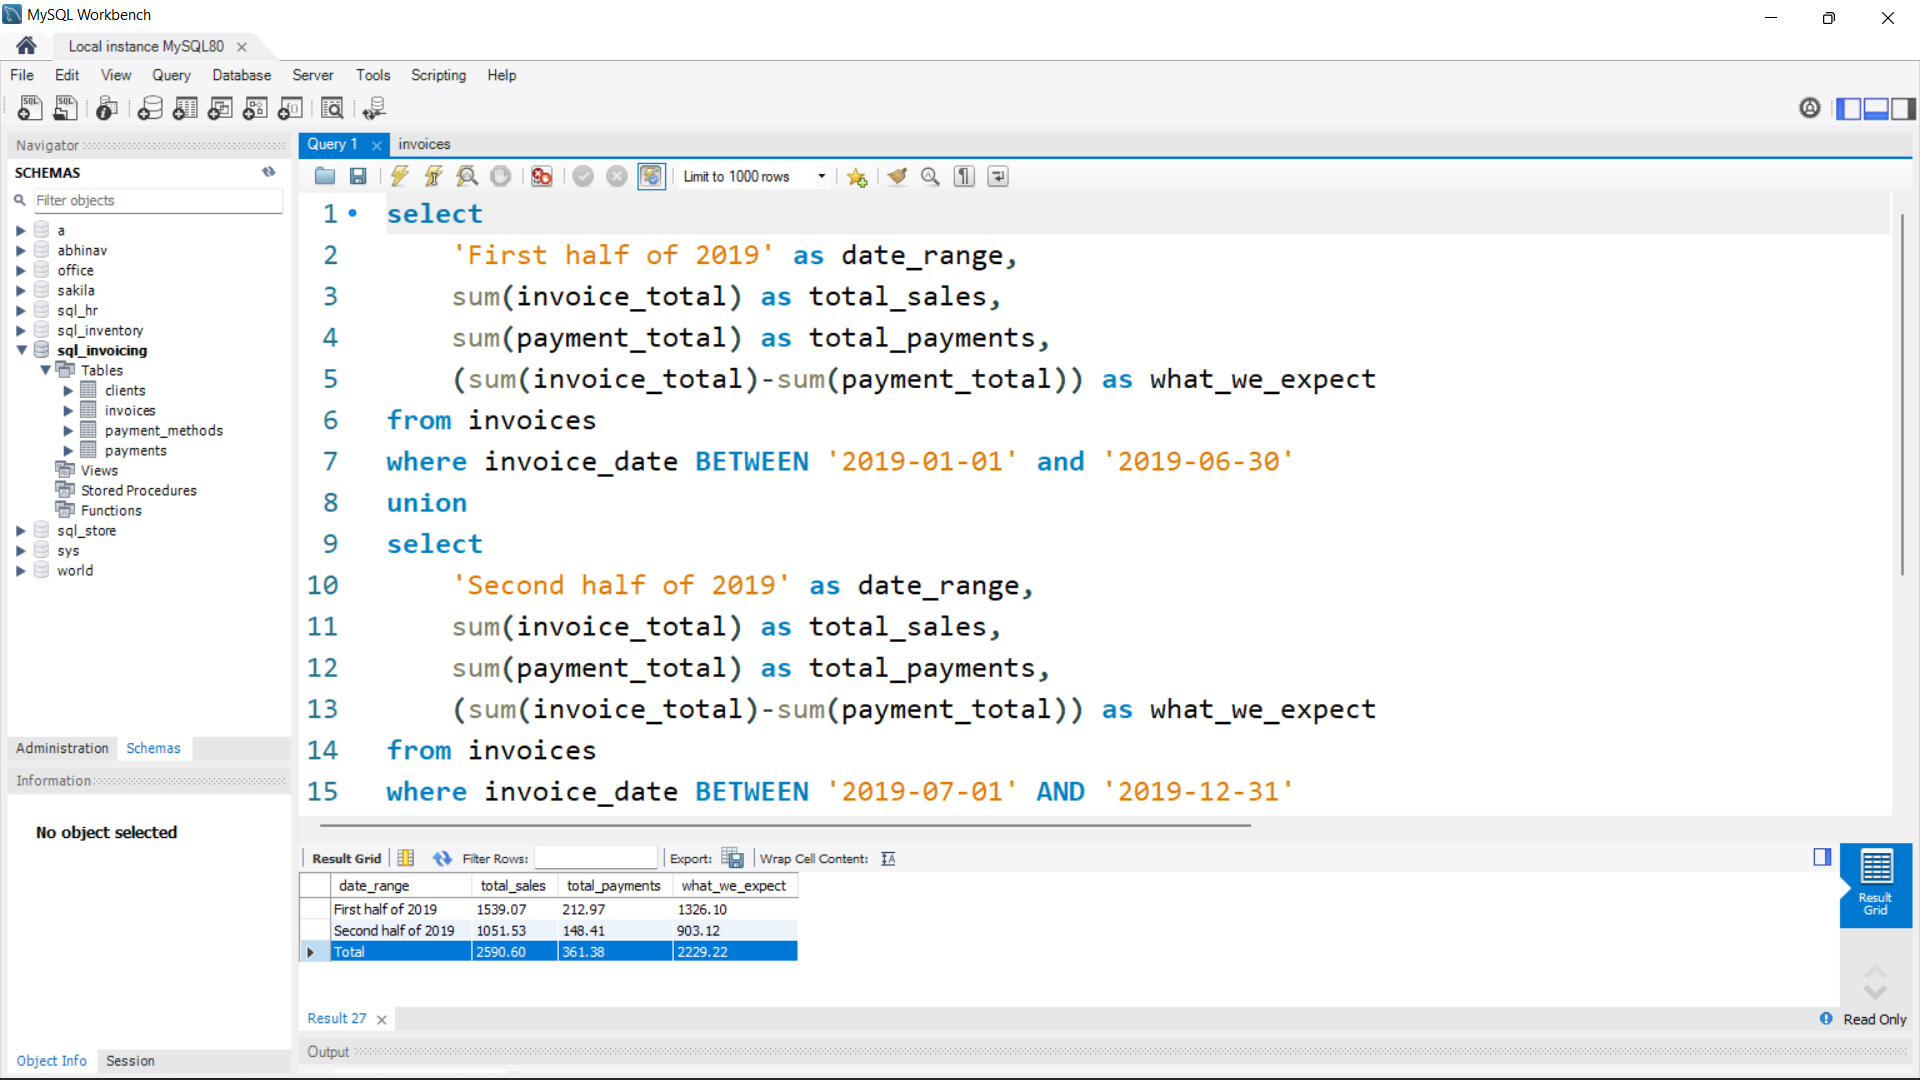 MySQL Workbench
Local instance MySQL80
File Edit View Query Database Server Tools Scripting Help
Navigator
SCHEMAS
Filter objects
a
abhinav
office
sakila
sql_hr
sql_inventory
sql_invoicing
Tables
clients
invoices
payment_methods
payments
Views
Stored Procedures
Functions
sql_store
sys
world
Administration Schemas
Information
No object selected
Object Info Session
Query 1 invoices
Limit to 1000 rows
1 select
2 'First half of 2019' as date_range,
3 sum(invoice_total) as total_sales,
4 sum(payment_total) as total_payments,
5 (sum(invoice_total)-sum(payment_total)) as what_we_expect
6 from invoices
7 where invoice_date BETWEEN '2019-01-01' and '2019-06-30'
8 union
9 select
10 'Second half of 2019' as date_range,
11 sum(invoice_total) as total_sales,
12 sum(payment_total) as total_payments,
13 (sum(invoice_total)-sum(payment_total)) as what_we_expect
14 from invoices
15 where invoice_date BETWEEN '2019-07-01' AND '2019-12-31'
Result Grid Filter Rows: Export: Wrap Cell Content:
date_range total_sales total_payments what_we_expect
First half of 2019 1539.07 212.97 1326.10
Second half of 2019 1051.53 148.41 903.12
Total 2590.60 361.38 2229.22
Result
Grid
Result 27
Read Only
Output